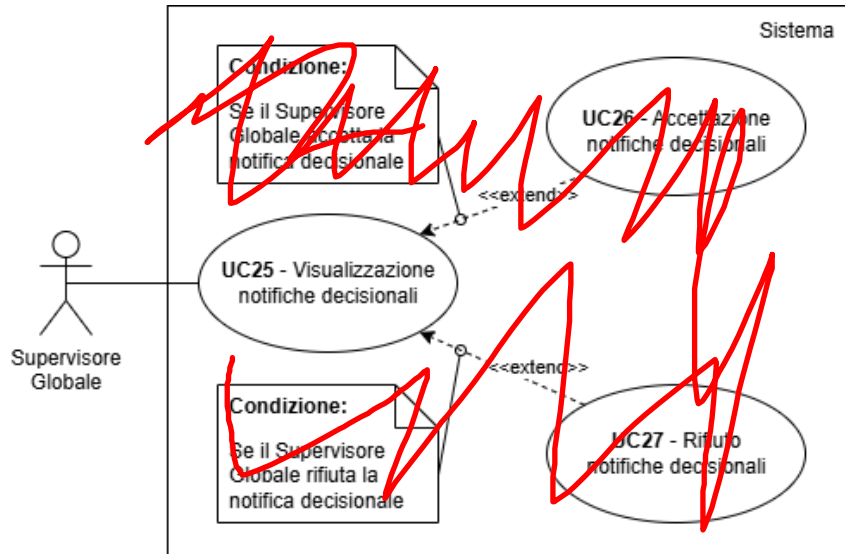 Sistema
Condizione:
Se il Supervisore
Globale accetta la
notifica decisionale
UC26 - Accettazione
notifiche decisionali
<<extend>>
UC25 - Visualizzazione
notifiche decisionali
Supervisore
Globale
<<extend>>
Condizione:
Se il Supervisore
Globale rifiuta la
notifica decisionale
UC27 - Rifiuto
notifiche decisionali